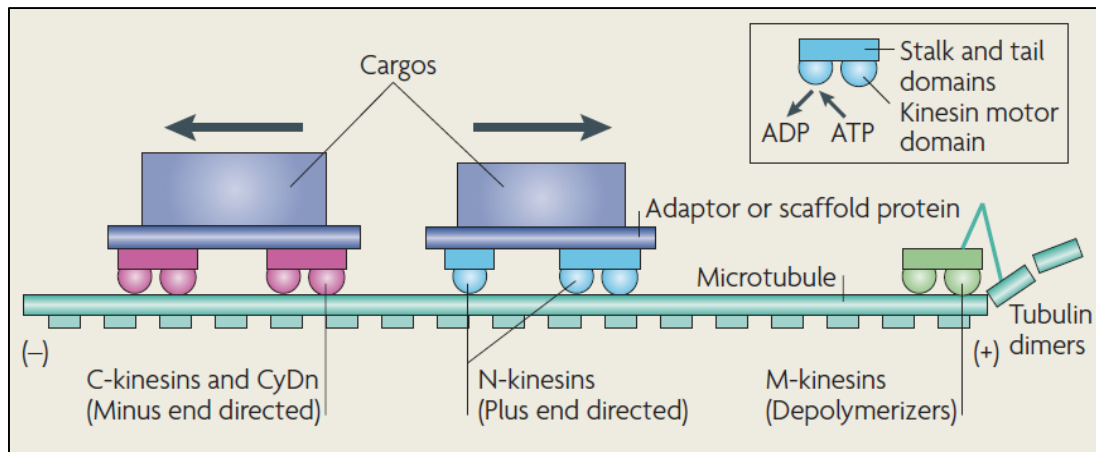 Cargos
Stalk and tail
domains
Kinesin motor
domain
ADP
ATP
Adaptor or scaffold protein
Microtubule
Tubulin
dimers
(–)
(+)
C-kinesins and CyDn
(Minus end directed)
N-kinesins
(Plus end directed)
M-kinesins
(Depolymerizers)